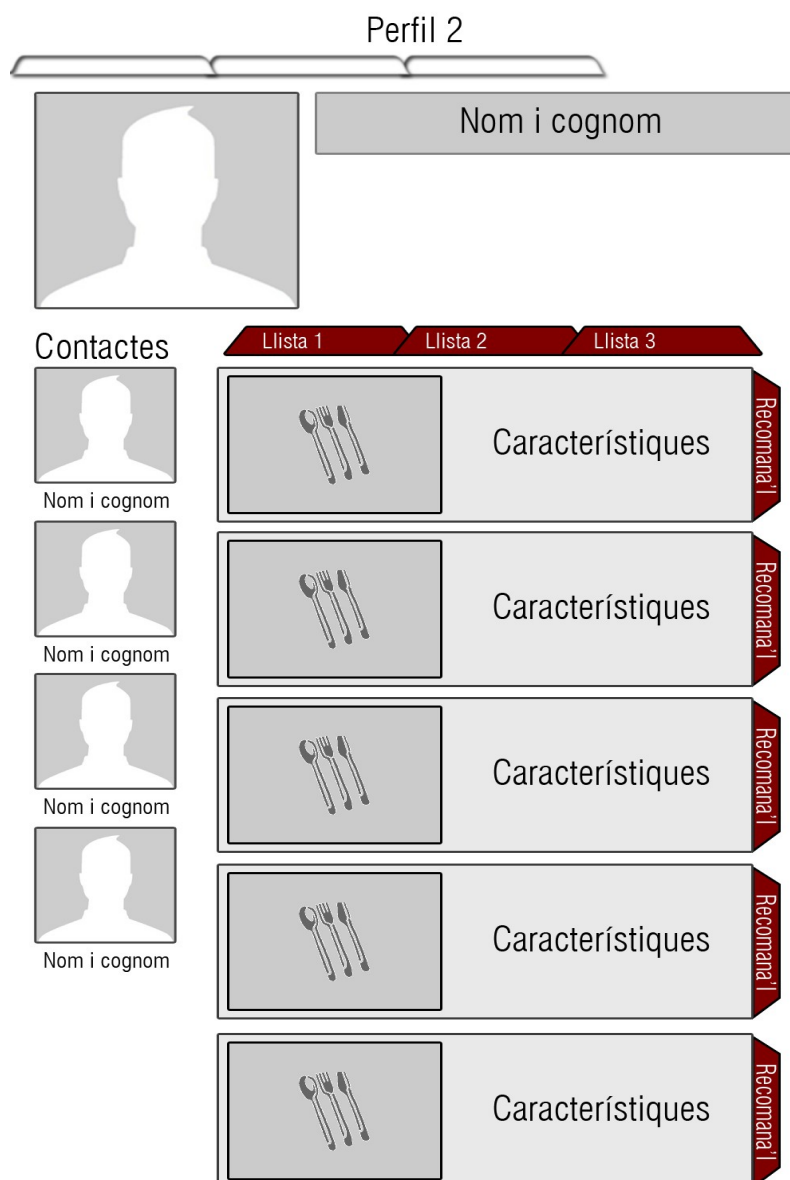 Perfil 2
Nom i cognom
Contactes
Nom i cognom
Nom i cognom
Nom i cognom
Nom i cognom
Llista 1
Llista 2
Llista 3
Característiques
Recomana'l
Característiques
Recomana'l
Característiques
Recomana'l
Característiques
Recomana'l
Característiques
Recomana'l